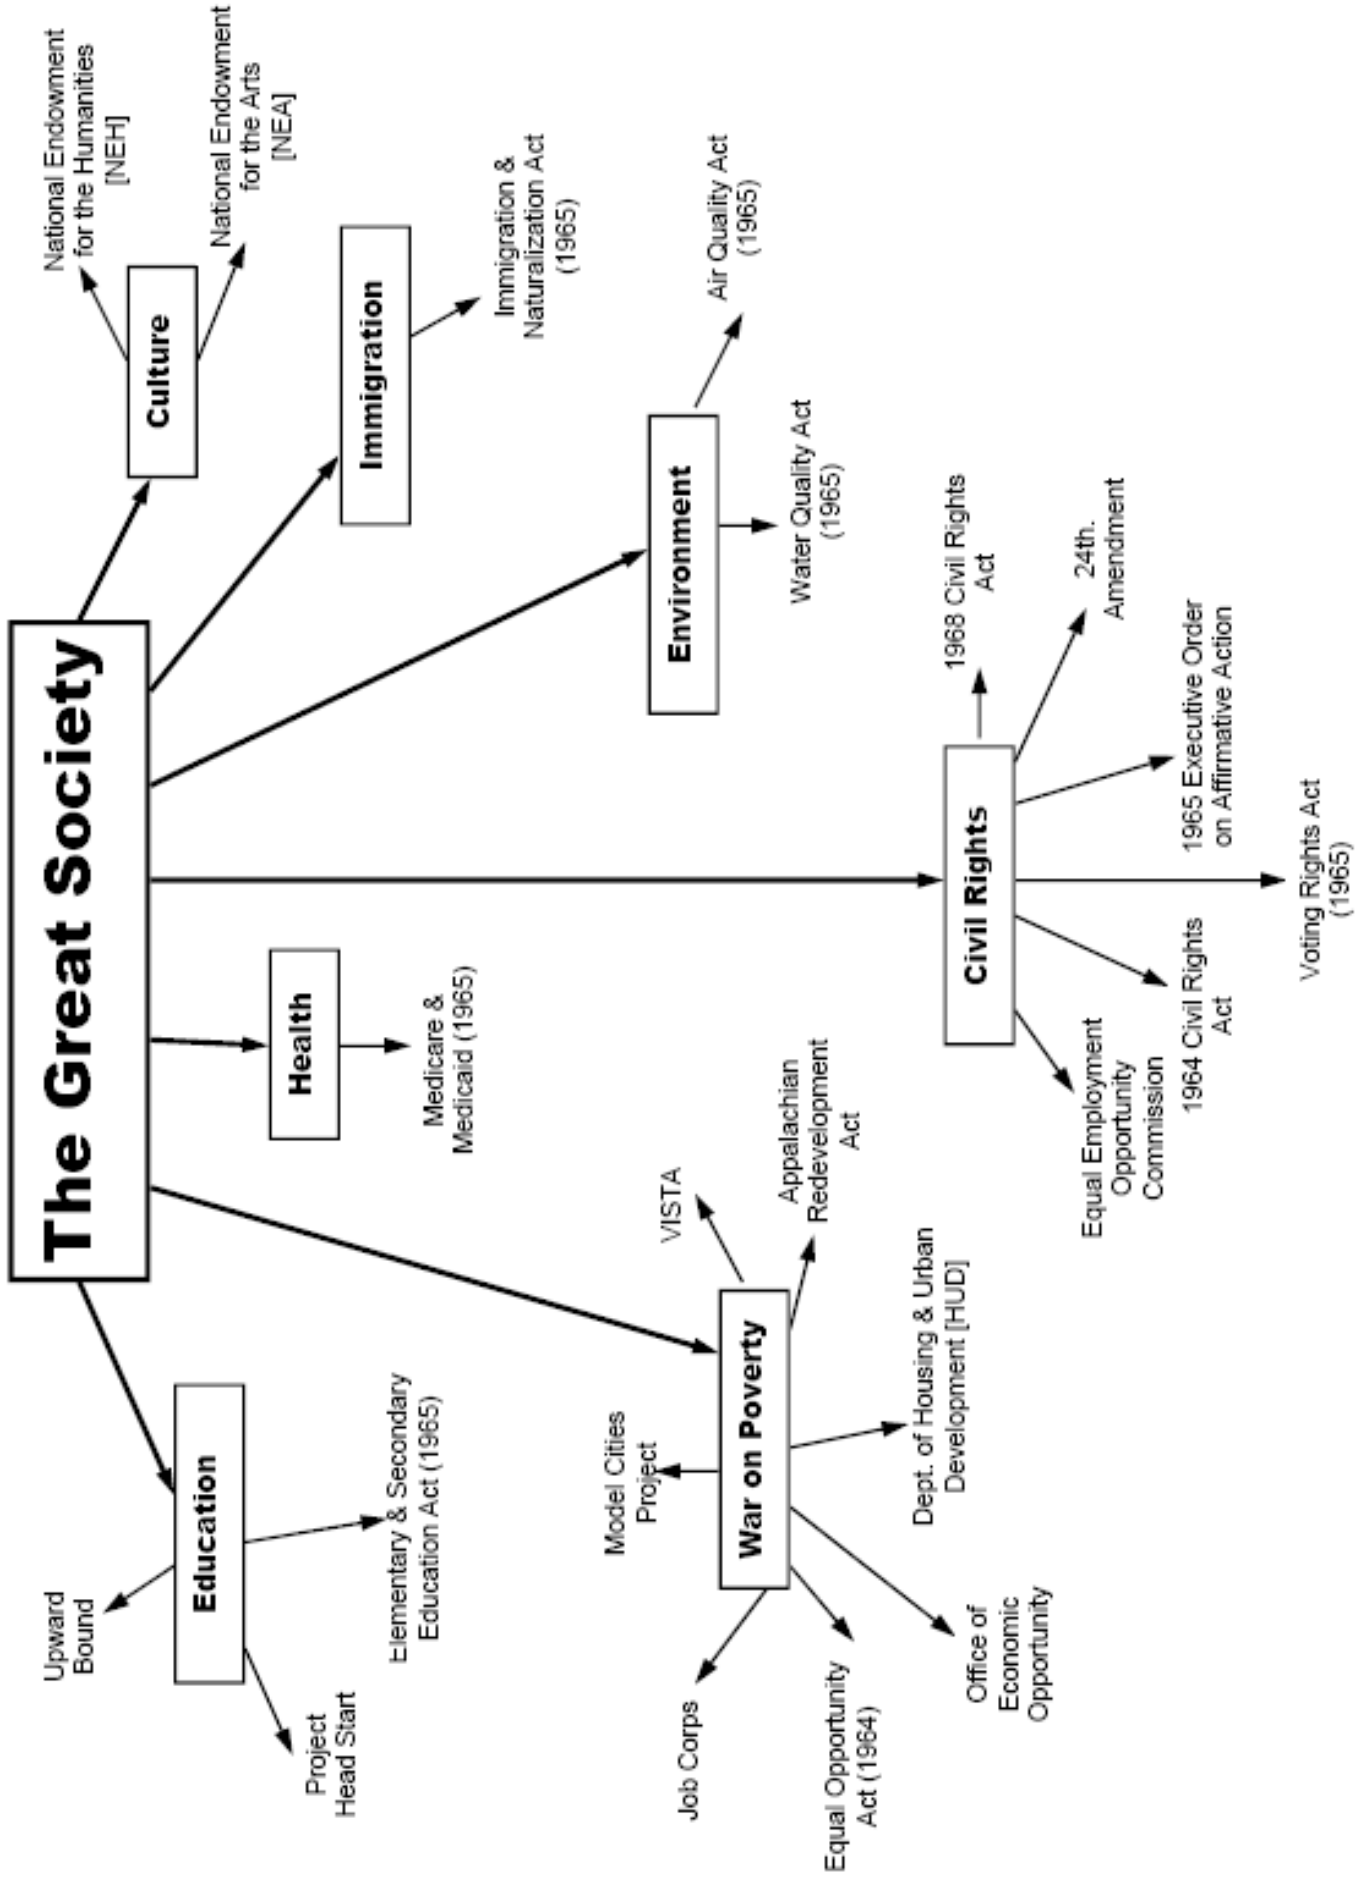 The Great Society
Education
Upward
Bound
Project
Head Start
Elementary & Secondary
Education Act (1965)
War on Poverty
Model Cities
Project
VISTA
Job Corps
Equal Opportunity
Act (1964)
Office of
Economic
Opportunity
Dept. of Housing & Urban
Development [HUD]
Appalachian
Redevelopment
Act
Health
Medicare &
Medicaid (1965)
Civil Rights
Equal Employment
Opportunity
Commission
1964 Civil Rights
Act
Voting Rights Act
(1965)
1965 Executive Order
on Affirmative Action
24th.
Amendment
1968 Civil Rights
Act
Environment
Water Quality Act
(1965)
Air Quality Act
(1965)
Immigration
Immigration &
Naturalization Act
(1965)
Culture
National Endowment
for the Humanities
[NEH]
National Endowment
for the Arts
[NEA]